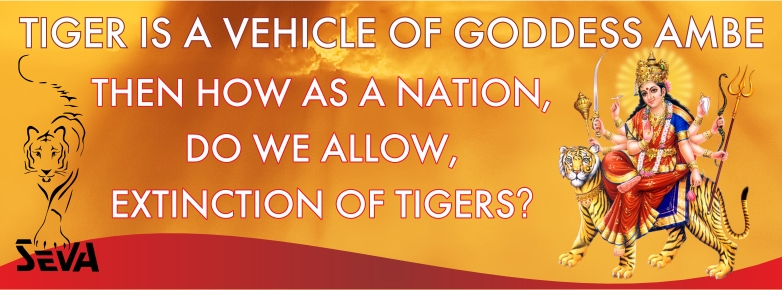 TIGER IS A VEHICLE OF GODDESS AMBE
THEN HOW AS A NATION,
DO WE ALLOW,
EXTINCTION OF TIGERS?
SEVA